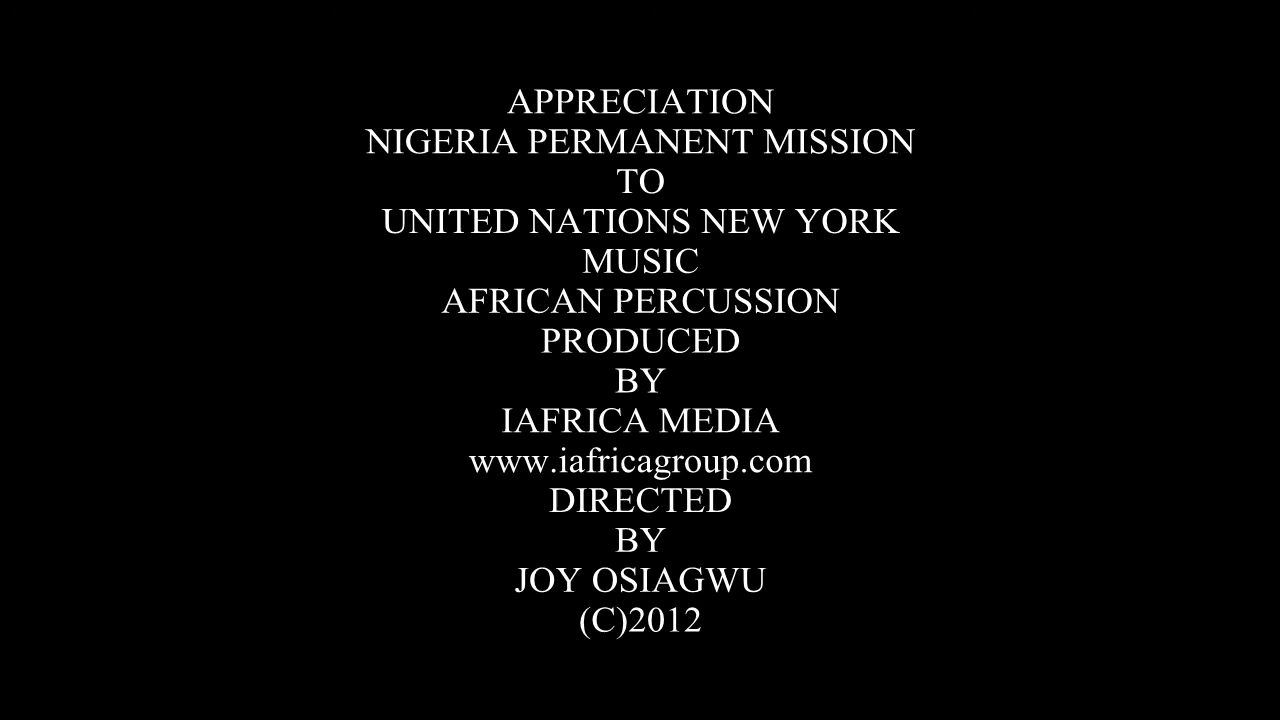 APPRECIATION
NIGERIA PERMANENT MISSION
TO
UNITED NATIONS NEW YORK
MUSIC
AFRICAN PERCUSSION
PRODUCED
BY
IAFRICA MEDIA
www.iafricagroup.com
DIRECTED
BY
JOY OSIAGWU
(C)2012